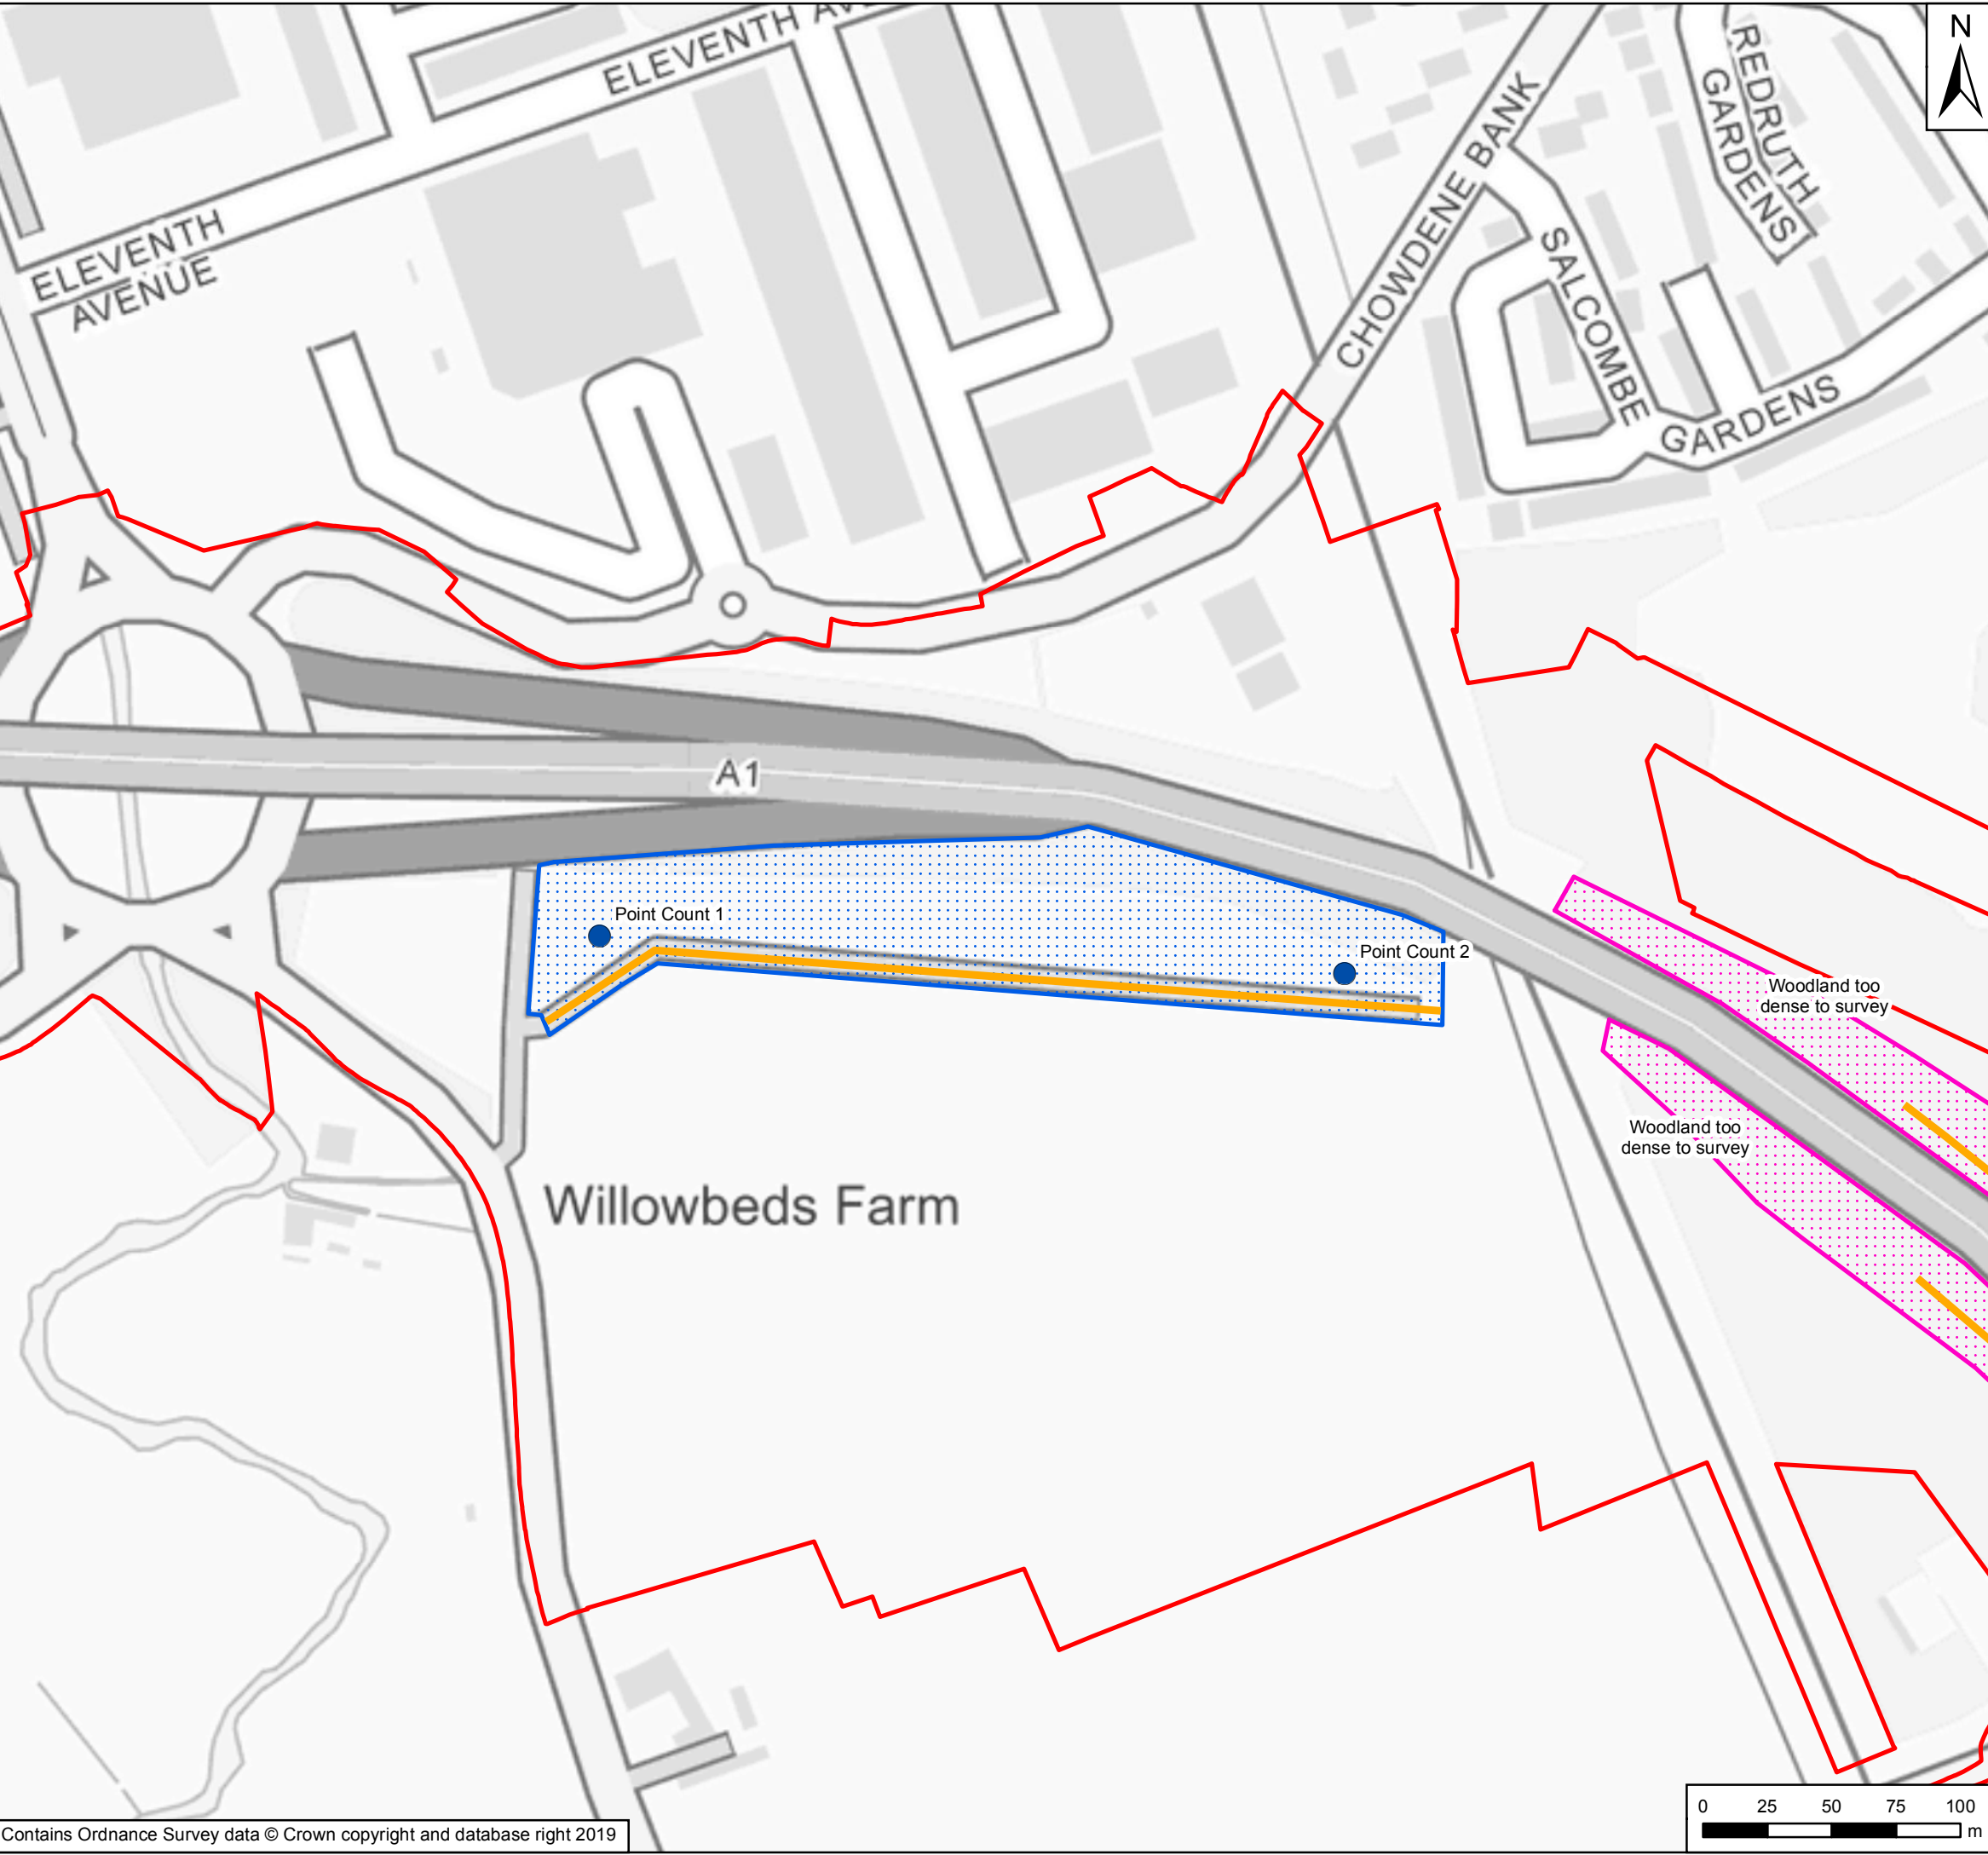 ELEVENTH AV
N
REDRUTH
GARDENS
CHOWDENE BANK
ELEVENTH
AVENUE
SALCOMBE
GARDENS
A1
Point Count 1
Point Count 2
Woodland too
dense to survey
Woodland too
dense to survey
Willowbeds Farm
0 25 50 75 100
m
Contains Ordnance Survey data © Crown copyright and database right 2019